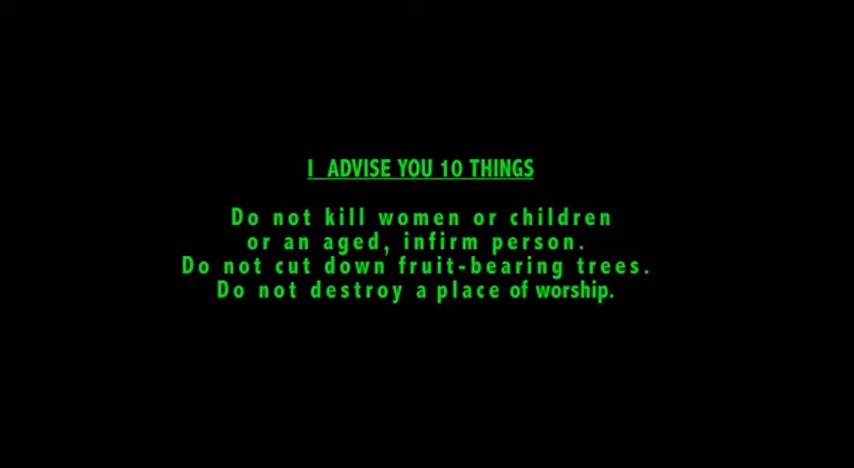 I ADVISE YOU 10 THINGS
Do not kill women or children
or an aged, infirm person.
Do not cut down fruit-bearing trees.
Do not destroy a place of worship.